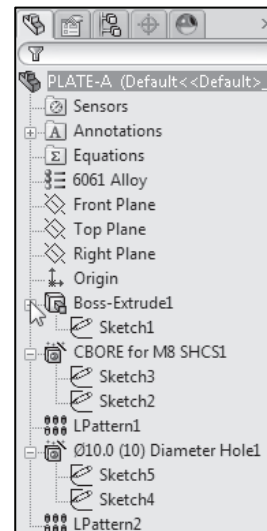 PLATE-A (Default<<Default>_
Sensors
A Annotations
Σ Equations
6061 Alloy
Front Plane
Top Plane
Right Plane
Origin
Boss-Extrude1
Sketch1
CBORE for M8 SHCS1
Sketch3
Sketch2
LPattern1
Ø10.0 (10) Diameter Hole1
Sketch5
Sketch4
LPattern2